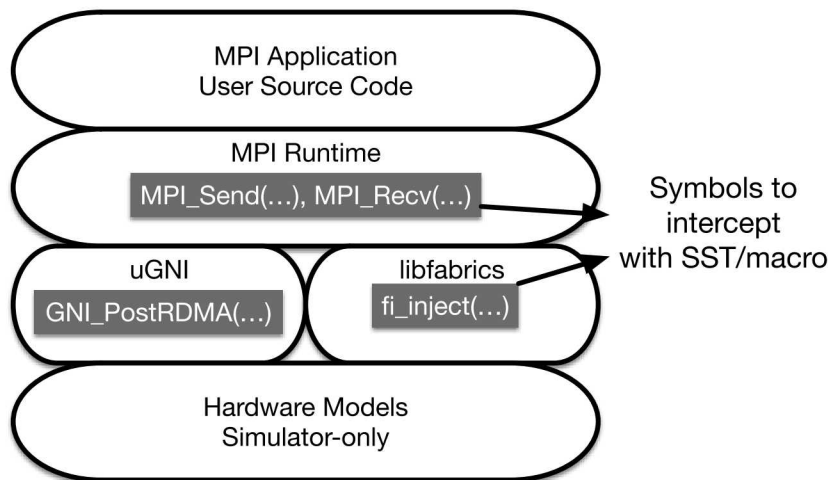 MPI Application
User Source Code
MPI Runtime
MPI_Send(...), MPI_Recv(...)
Symbols to
intercept
with SST/macro
uGNI
libfabrics
GNI_PostRDMA(...)
fi_inject(...)
Hardware Models
Simulator-only